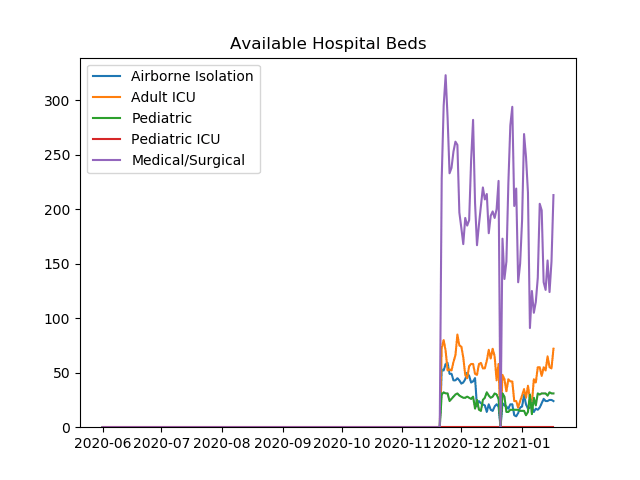 Available Hospital Beds
Airborne Isolation
Adult ICU
Pediatric
Pediatric ICU
Medical/Surgical
300
250
200
150
100
50
0
2020-06 2020-07 2020-08 2020-09 2020-10 2020-11 2020-12 2021-01